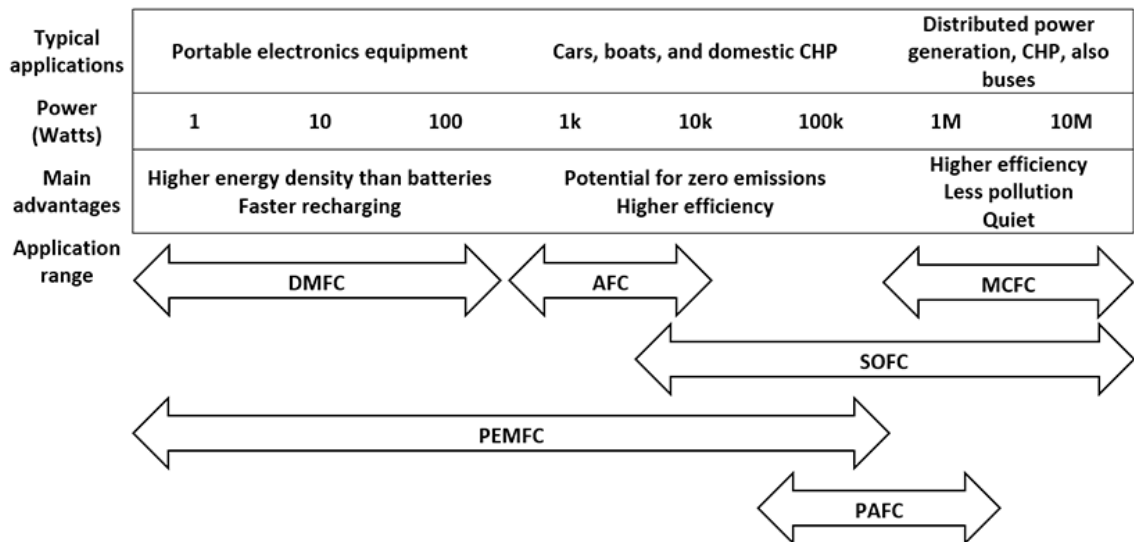 Typical
applications
Portable electronics equipment
Cars, boats, and domestic CHP
Distributed power
generation, CHP, also
buses
Power
(Watts)
1 10 100 1k 10k 100k 1M 10M
Main
advantages
Higher energy density than batteries
Faster recharging
Potential for zero emissions
Higher efficiency
Higher efficiency
Less pollution
Quiet
Application
range
DMFC
AFC
MCFC
SOFC
PEMFC
PAFC